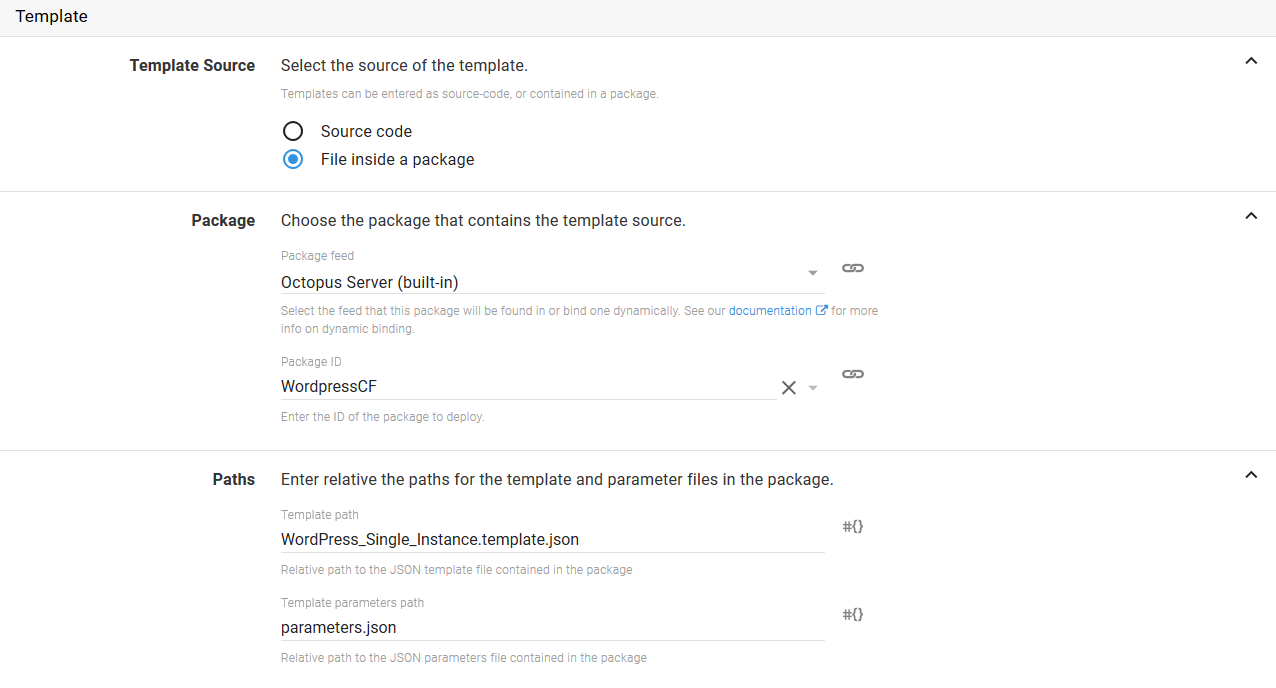 Template
Template Source
Select the source of the template.
Templates can be entered as source-code, or contained in a package.
Source code
File inside a package
Package
Choose the package that contains the template source.
Package feed
Octopus Server (built-in)
Select the feed that this package will be found in or bind one dynamically. See our documentation for more
info on dynamic binding.
Package ID
WordpressCF
Enter the ID of the package to deploy.
Paths
Enter relative the paths for the template and parameter files in the package.
Template path
WordPress_Single_Instance.template.json
#{}
Relative path to the JSON template file contained in the package
Template parameters path
parameters.json
#{}
Relative path to the JSON parameters file contained in the package